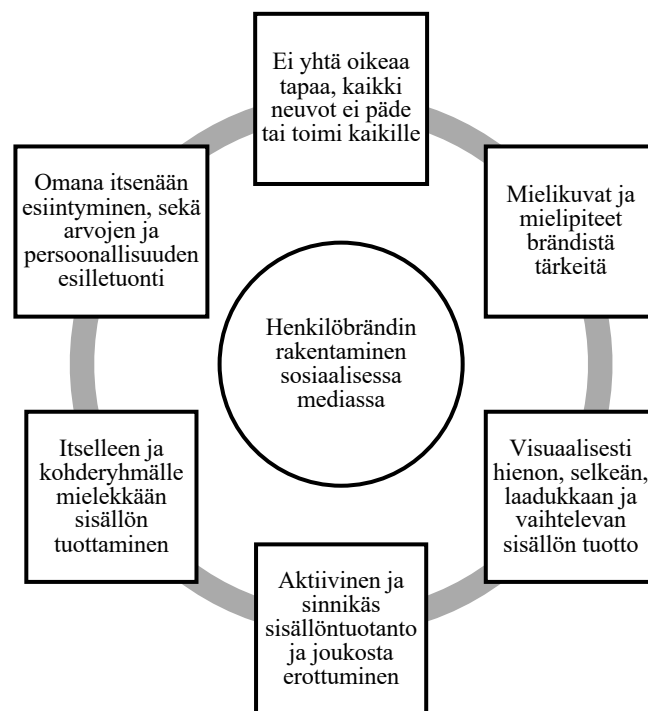 Ei yhtä oikeaa
tapaa, kaikki
neuvot ei päde
tai toimi kaikille
Mielikuvat ja
mielipiteet
brändistä
tärkeitä
Visuaalisesti
hienon, selkeän,
laadukkaan ja
vaihtelevan
sisällön tuotto
Aktiivinen ja
sinnikäs
sisällöntuotanto
ja joukosta
erottuminen
Itselleen ja
kohderyhmälle
mielekkään
sisällön
tuottaminen
Omana itsenään
esiintyminen, sekä
arvojen ja
persoonallisuuden
esilletuonti
Henkilöbrändin
rakentaminen
sosiaalisessa
mediassa